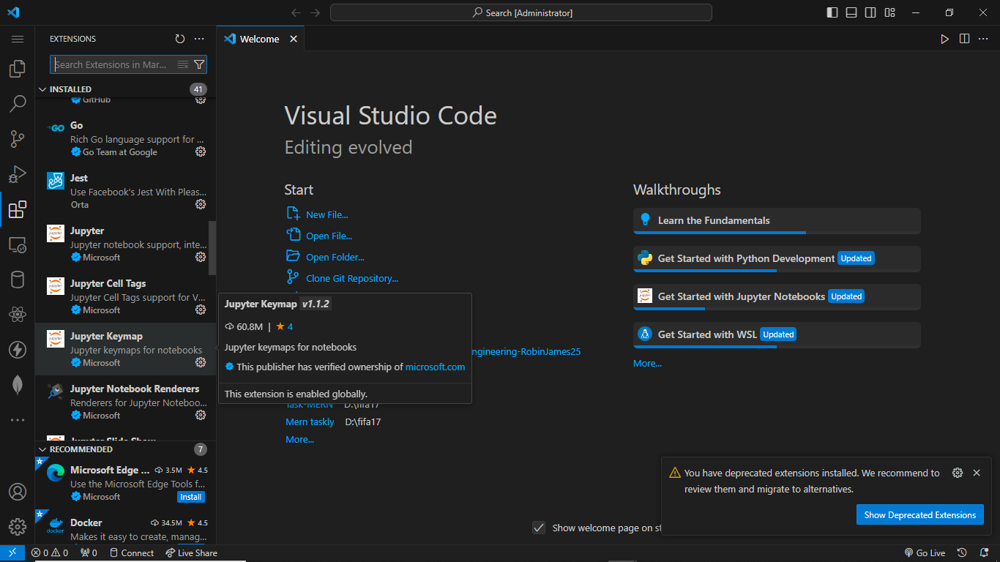 Search [Administrator]
EXTENSIONS
Search Extensions in Mar...
INSTALLED 41
GitHub
Go
Rich Go language support for ...
Go Team at Google
Jest
Use Facebook's Jest With Pleas...
Orta
Jupyter
Jupyter notebook support, inte...
Microsoft
Jupyter Cell Tags
Jupyter Cell Tags support for V...
Microsoft
Jupyter Keymap
Jupyter keymaps for notebooks
Microsoft
Jupyter Notebook Renderers
Renderers for Jupyter Noteboo...
Microsoft
Jupyter Slide Show
RECOMMENDED 7
Microsoft Edge ... 3.5M 4.5
Use the Microsoft Edge Tools f...
Microsoft Install
Docker 34.5M 4.5
Makes it easy to create, manag...
Welcome
Visual Studio Code
Editing evolved
Start
New File...
Open File...
Open Folder...
Clone Git Repository...
Jupyter Keymap v1.1.2
60.8M | 4
Jupyter keymaps for notebooks
This publisher has verified ownership of microsoft.com
This extension is enabled globally.
ngineering-RobinJames25
Task-MERN D:\fifa17
Mern taskly D:\fifa17
More...
Walkthroughs
Learn the Fundamentals
Get Started with Python Development Updated
Get Started with Jupyter Notebooks Updated
Get Started with WSL Updated
More...
Show welcome page on st
You have deprecated extensions installed. We recommend to
review them and migrate to alternatives.
Show Deprecated Extensions
0 0 0 Connect Live Share
Go Live